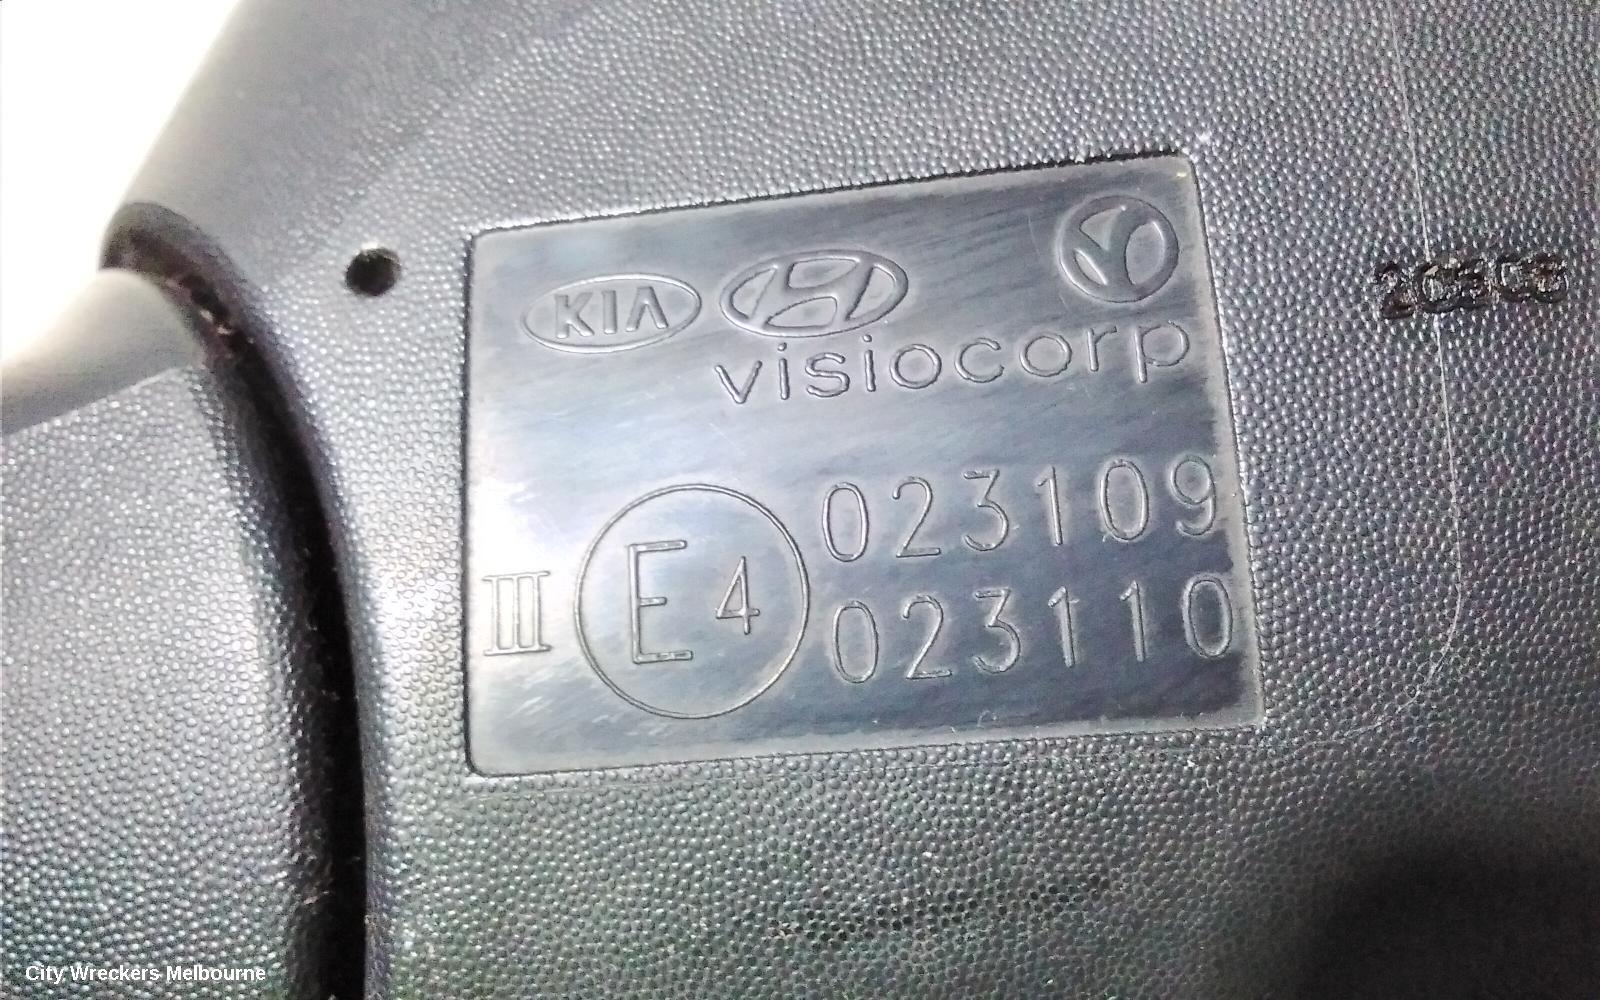 KIA
visiocorp
III E4 023109
023110
City Wreckers Melbourne